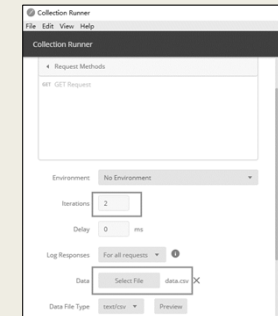 Collection Runner
File Edit View Help
Collection Runner
Request Methods
GET GET Request
Environment No Environment
Iterations 2
Delay 0 ms
Log Responses For all requests
Data Select File data.csv
Data File Type text/csv Preview